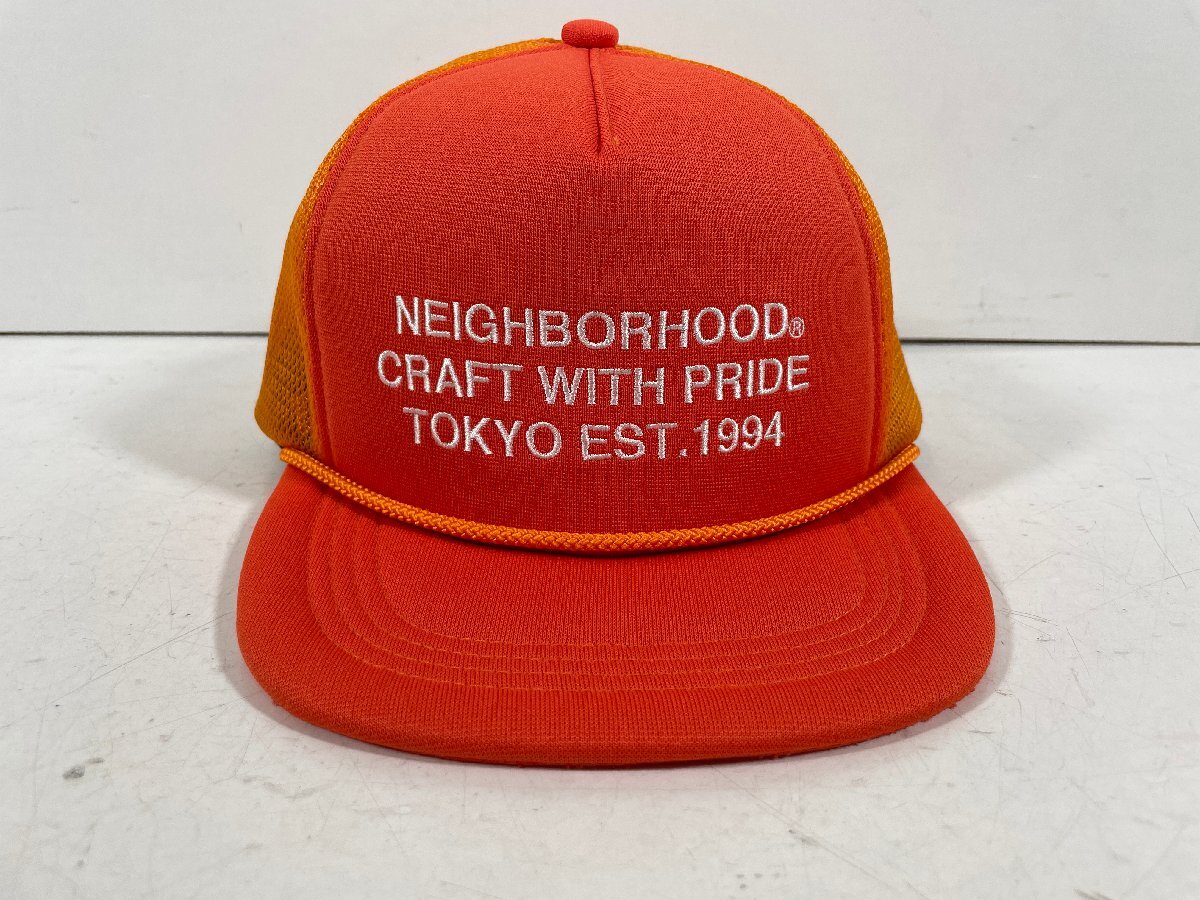 NEIGHBORHOOD®
CRAFT WITH PRIDE
TOKYO EST.1994